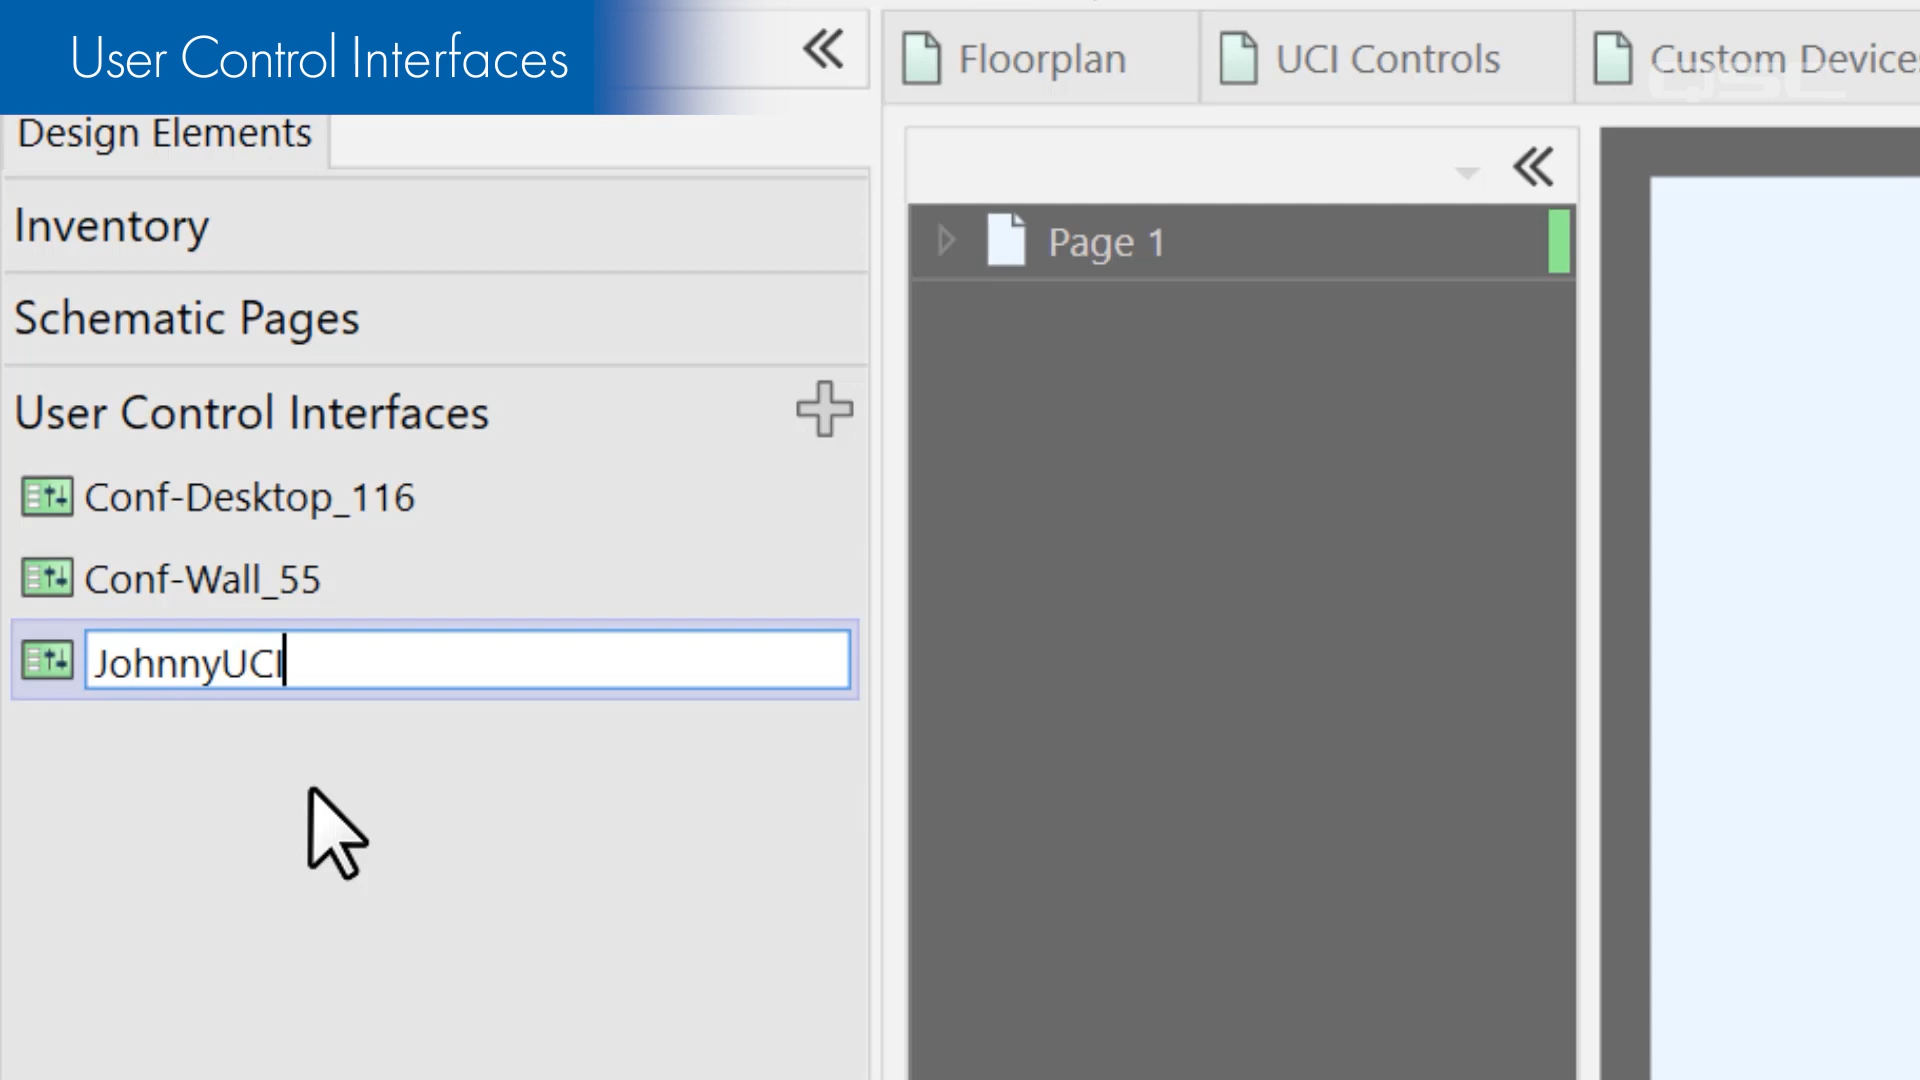 User Control Interfaces
Floorplan
UCI Controls
Custom Device
QSC
Design Elements
Inventory
Page 1
Schematic Pages
User Control Interfaces
Conf-Desktop_116
Conf-Wall_55
JohnnyUCI